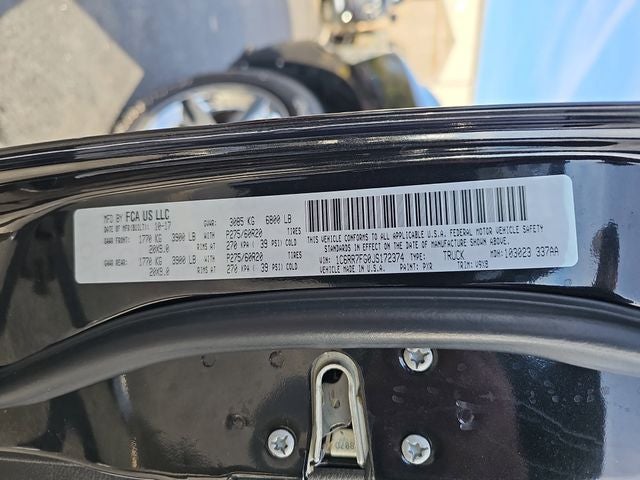 MFD BY FCA US LLC
DATE OF MFR(BUILT): 10-17
GVWR: 3085 KG 6800 LB
GAWR FRONT: 1770 KG 3900 LB WITH P275/60R20 TIRES
20X9.0 RIMS AT 270 KPA ( 39 PSI) COLD
GAWR REAR: 1770 KG 3900 LB WITH P275/60R20 TIRES
20X9.0 RIMS AT 270 KPA ( 39 PSI) COLD
THIS VEHICLE CONFORMS TO ALL APPLICABLE U.S.A. FEDERAL MOTOR VEHICLE SAFETY
STANDARDS IN EFFECT ON THE DATE OF MANUFACTURE SHOWN ABOVE.
VIN: 1C6RR7FG0JS172374 TYPE: TRUCK MDH: 103023 337AA
VEHICLE MADE IN U.S.A. PAINT: PXR TRIM: V9X8